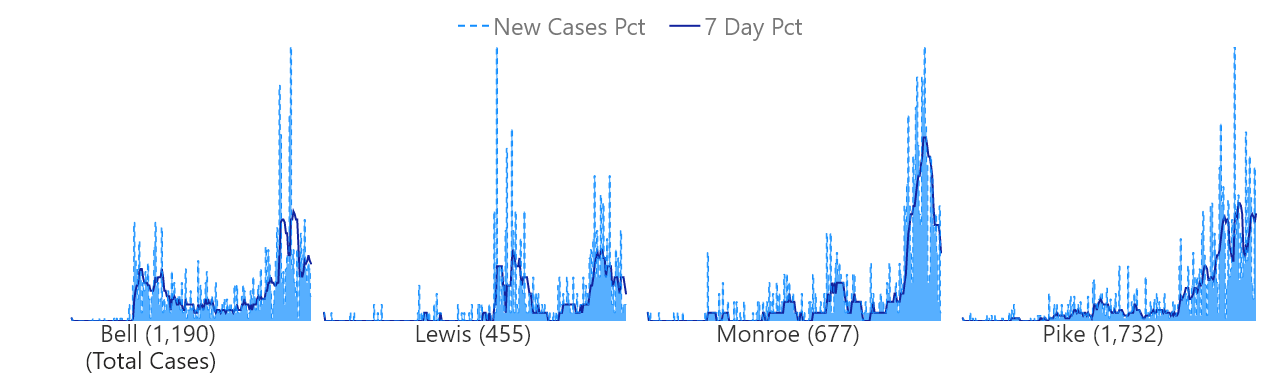 New Cases Pct 7 Day Pct
Bell (1,190) Lewis (455) Monroe (677) Pike (1,732)
(Total Cases)